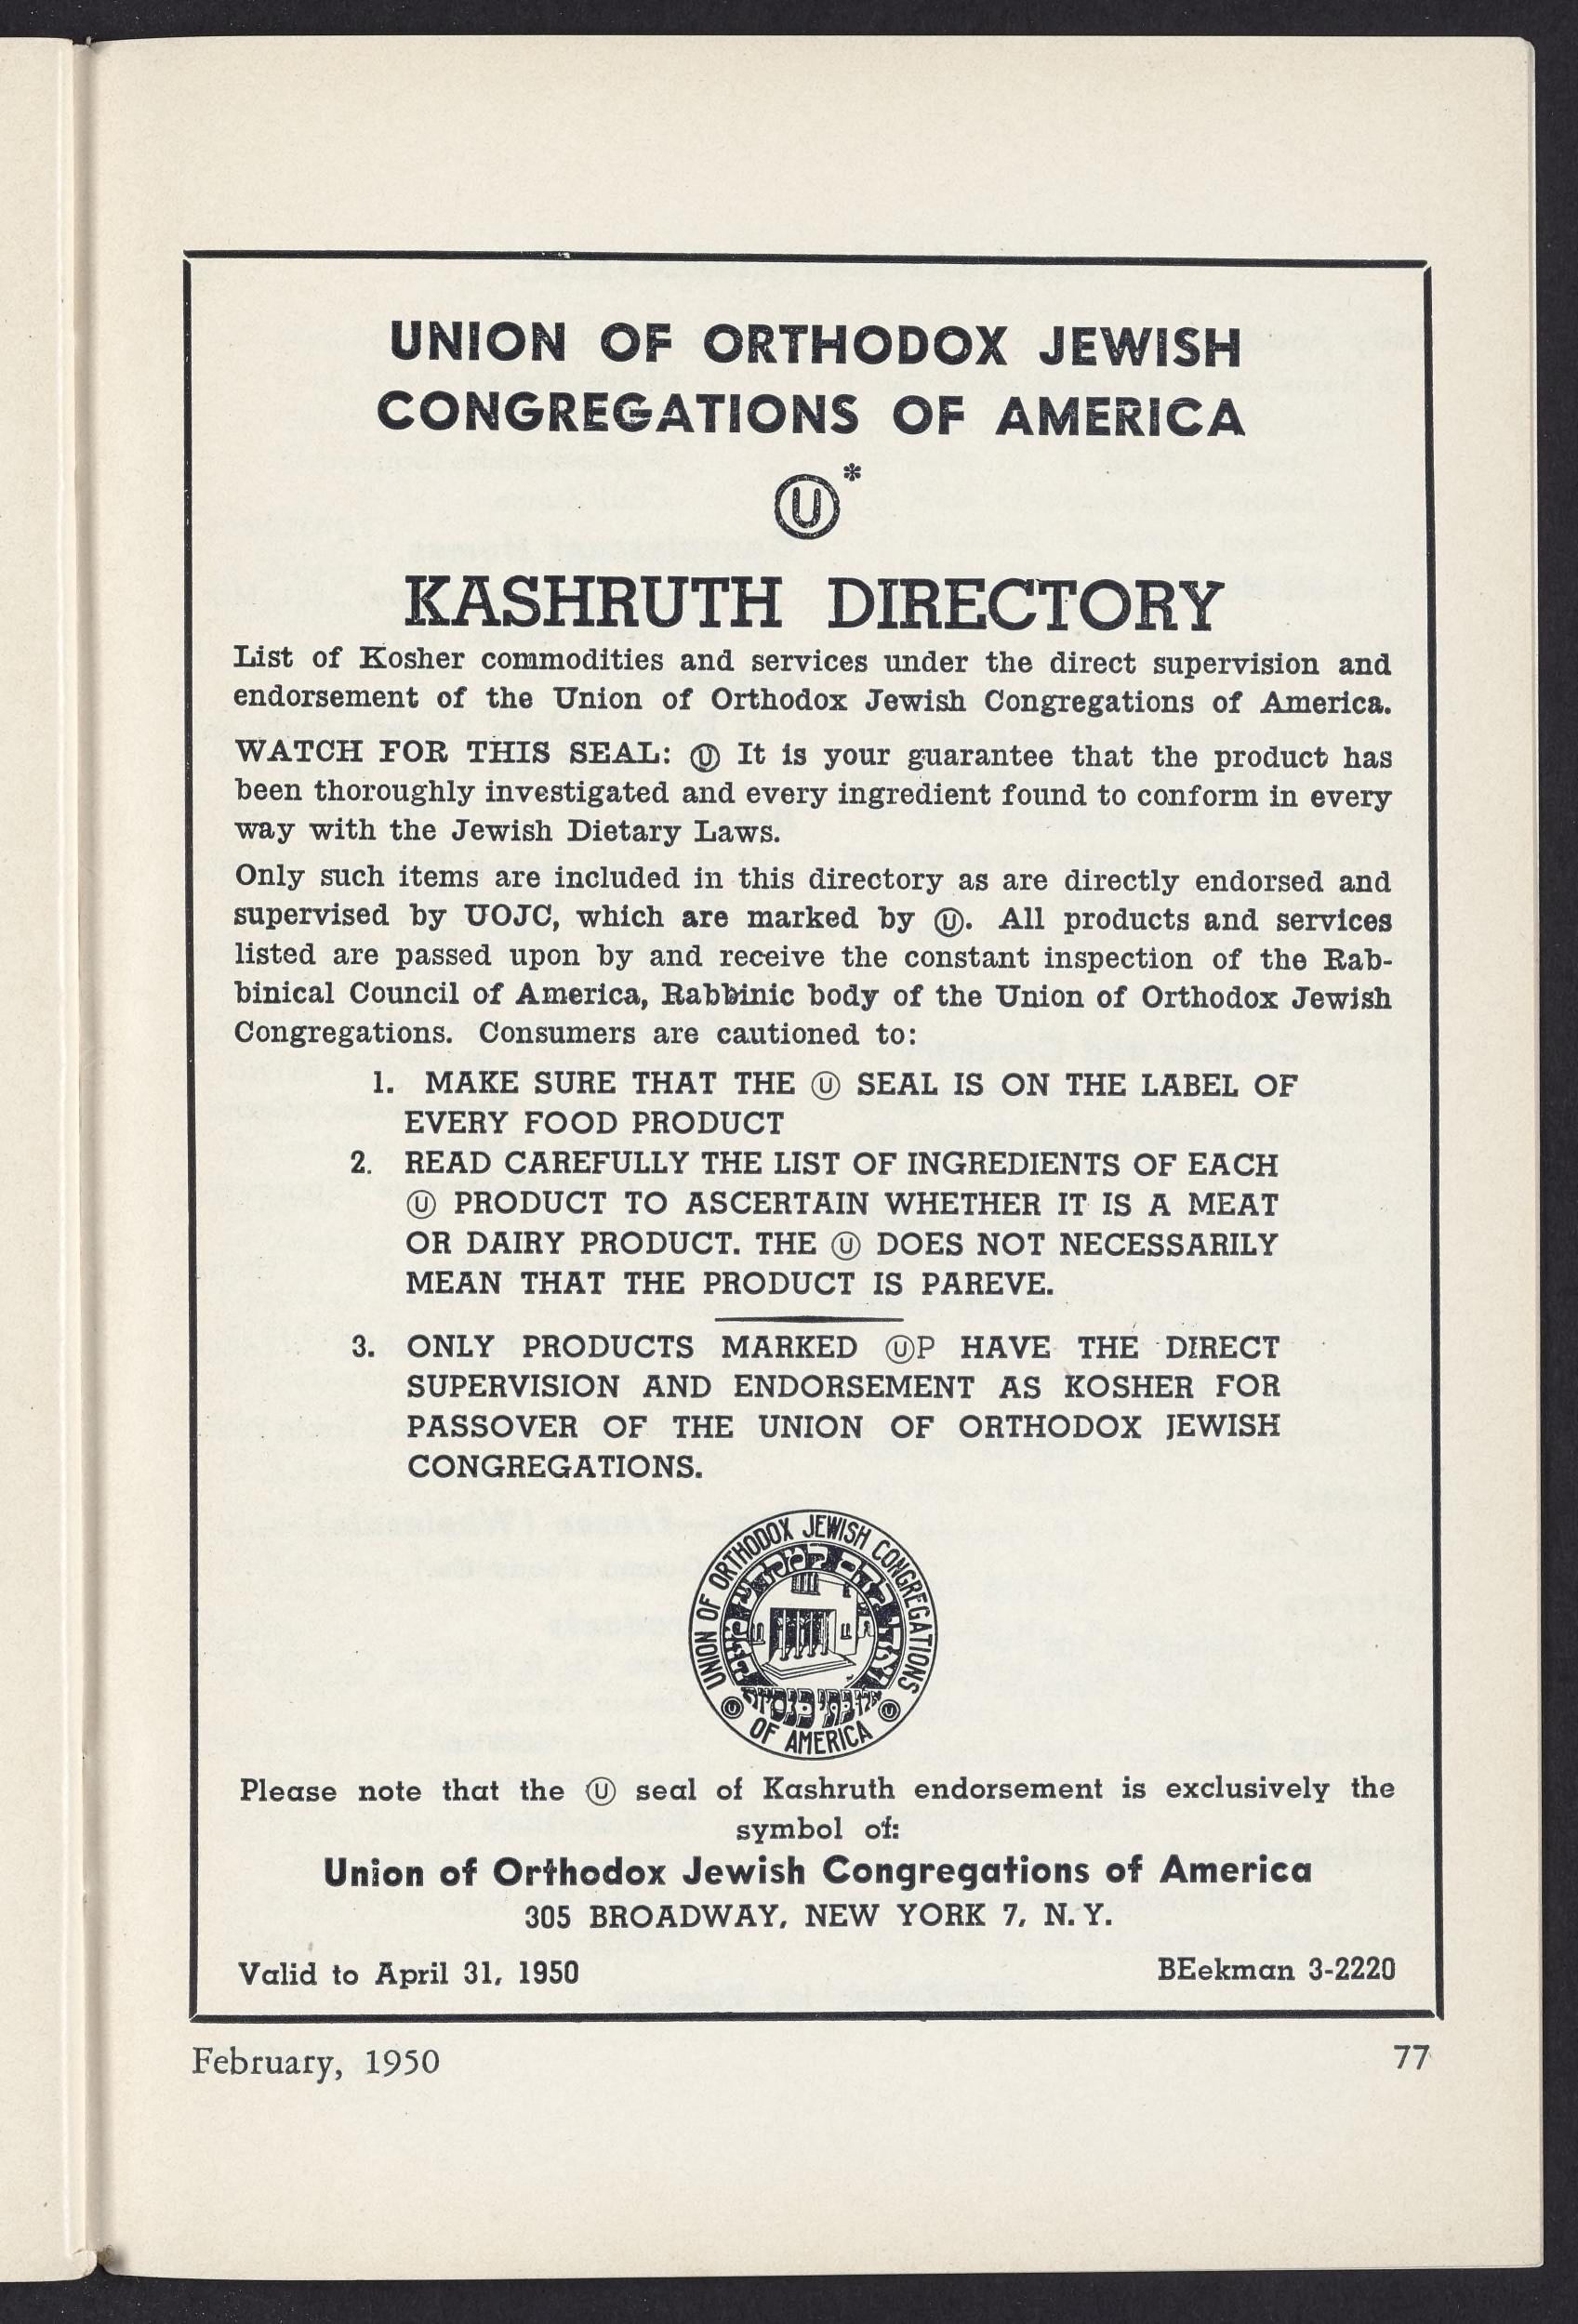 UNION OF ORTHODOX JEWISH
CONGREGATIONS OF AMERICA
Ⓤ*
KASHRUTH DIRECTORY
List of Kosher commodities and services under the direct supervision and
endorsement of the Union of Orthodox Jewish Congregations of America.
WATCH FOR THIS SEAL: Ⓤ It is your guarantee that the product has
been thoroughly investigated and every ingredient found to conform in every
way with the Jewish Dietary Laws.
Only such items are included in this directory as are directly endorsed and
supervised by UOJC, which are marked by Ⓤ. All products and services
listed are passed upon by and receive the constant inspection of the Rab-
binical Council of America, Rabbinic body of the Union of Orthodox Jewish
Congregations. Consumers are cautioned to:
1. MAKE SURE THAT THE Ⓤ SEAL IS ON THE LABEL OF
EVERY FOOD PRODUCT
2. READ CAREFULLY THE LIST OF INGREDIENTS OF EACH
Ⓤ PRODUCT TO ASCERTAIN WHETHER IT IS A MEAT
OR DAIRY PRODUCT. THE Ⓤ DOES NOT NECESSARILY
MEAN THAT THE PRODUCT IS PAREVE.
3. ONLY PRODUCTS MARKED ⓊP HAVE THE DIRECT
SUPERVISION AND ENDORSEMENT AS KOSHER FOR
PASSOVER OF THE UNION OF ORTHODOX JEWISH
CONGREGATIONS.
UNION OF ORTHODOX JEWISH CONGREGATIONS
Ⓤ OF AMERICA Ⓤ
Please note that the Ⓤ seal of Kashruth endorsement is exclusively the
symbol of:
Union of Orthodox Jewish Congregations of America
305 BROADWAY, NEW YORK 7, N. Y.
Valid to April 31, 1950 BEekman 3-2220
February, 1950 77